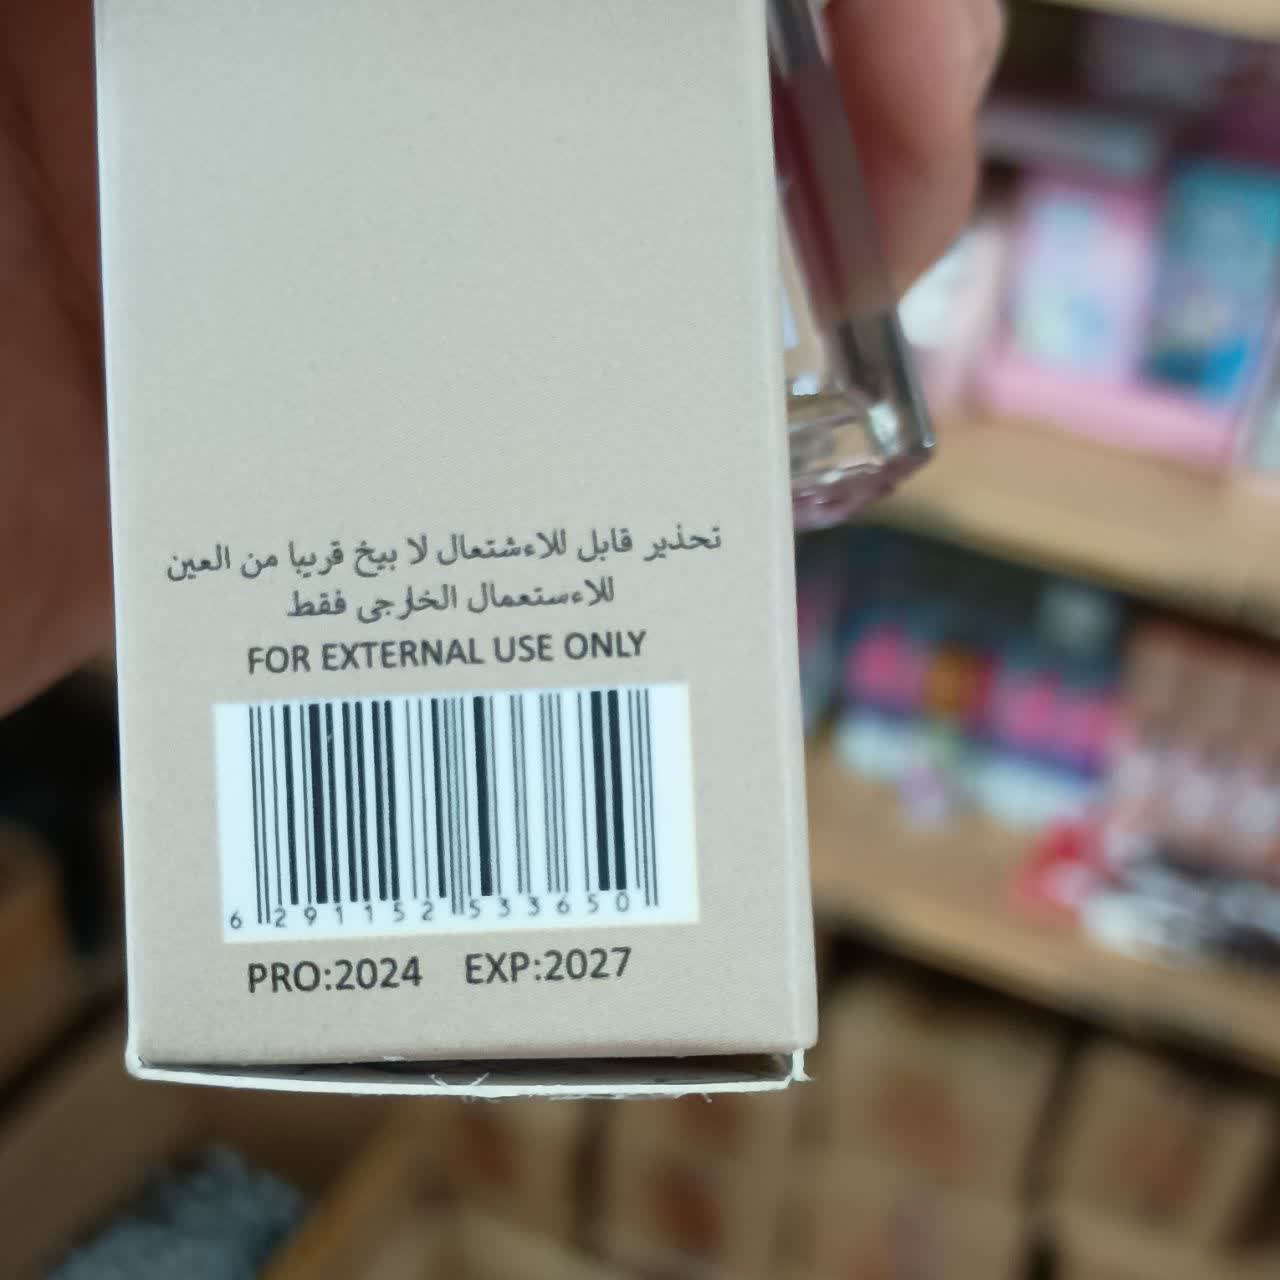 تحذير قابل للاءشتعال لا بيخ قريبا من العين
للاءستعمال الخارجى فقط
FOR EXTERNAL USE ONLY
6 291152 533650
PRO:2024 EXP:2027